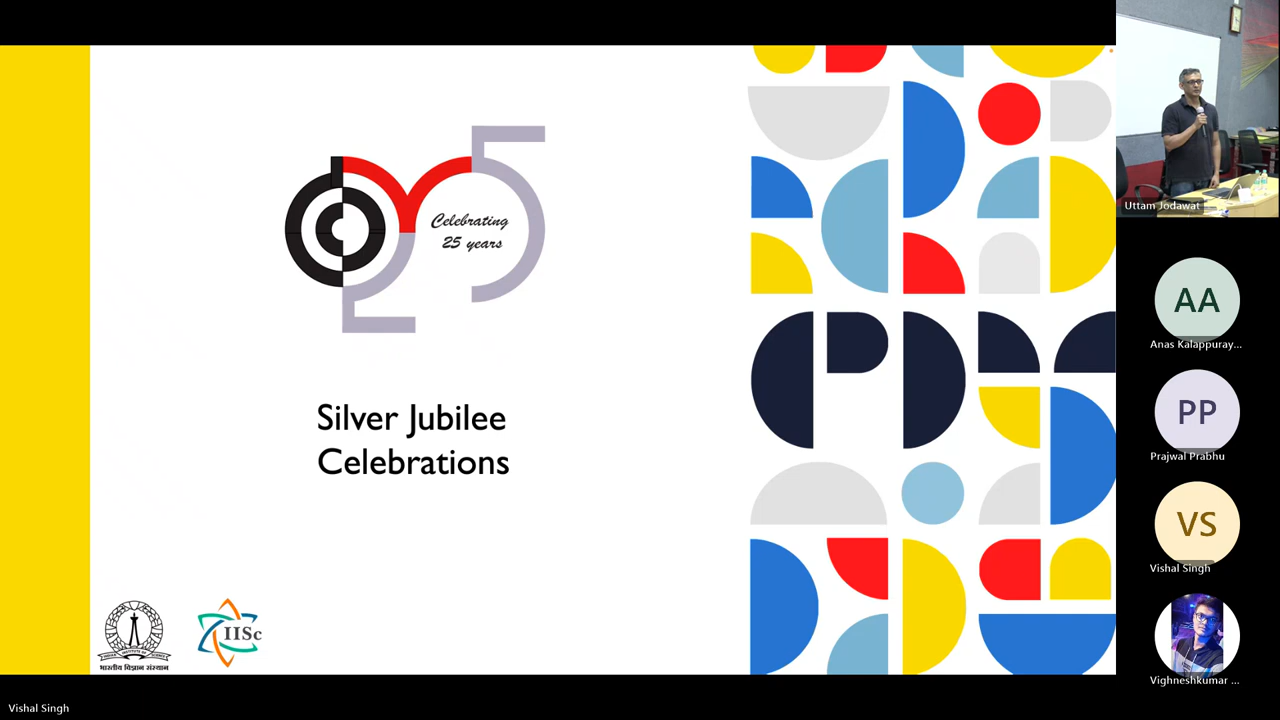 Celebrating
25 years
Silver Jubilee
Celebrations
IISc
भारतीय विज्ञान संस्थान
Uttam Jodawat
AA
Anas Kalappuray...
PP
Prajwal Prabhu
VS
Vishal Singh
Vighneshkumar ...
Vishal Singh